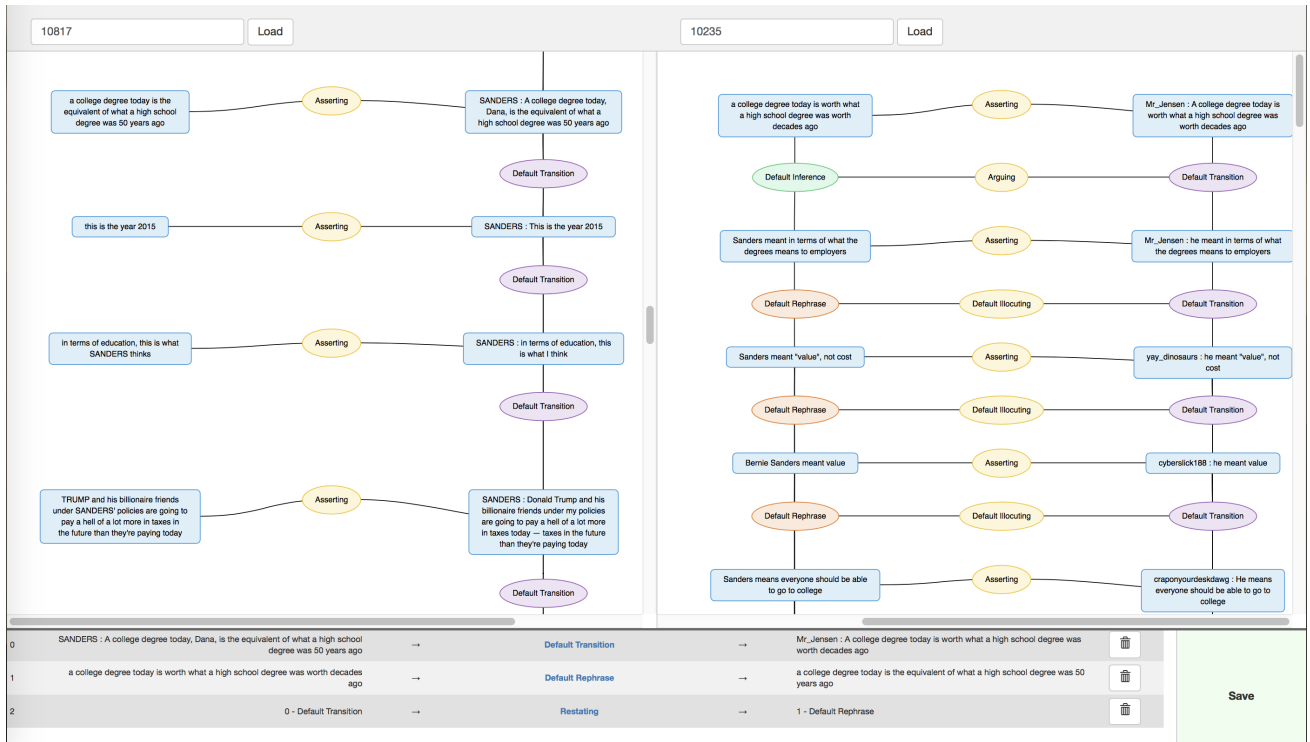 10817
Load
10235
Load
a college degree today is the
equivalent of what a high school
degree was 50 years ago
Asserting
SANDERS : A college degree today,
Dana, is the equivalent of what a
high school degree was 50 years ago
Default Transition
this is the year 2015
Asserting
SANDERS : This is the year 2015
Default Transition
in terms of education, this is what
SANDERS thinks
Asserting
SANDERS : in terms of education, this
is what I think
Default Transition
TRUMP and his billionaire friends
under SANDERS' policies are going to
pay a hell of a lot more in taxes in
the future than they're paying today
Asserting
SANDERS : Donald Trump and his
billionaire friends under my policies
are going to pay a hell of a lot more
in taxes today — taxes in the future
than they're paying today
Default Transition
a college degree today is worth what
a high school degree was worth
decades ago
Asserting
Mr_Jensen : A college degree today is
worth what a high school degree was
worth decades ago
Default Inference
Arguing
Default Transition
Sanders meant in terms of what the
degrees means to employers
Asserting
Mr_Jensen : he meant in terms of what
the degrees means to employers
Default Rephrase
Default Illocuting
Default Transition
Sanders meant "value", not cost
Asserting
yay_dinosaurs : he meant "value", not
cost
Default Rephrase
Default Illocuting
Default Transition
Bernie Sanders meant value
Asserting
cyberslick188 : he meant value
Default Rephrase
Default Illocuting
Default Transition
Sanders means everyone should be able
to go to college
Asserting
craponyourdeskdawg : He means
everyone should be able to go to
college
0
SANDERS : A college degree today, Dana, is the equivalent of what a high school
degree was 50 years ago
→
Default Transition
→
Mr_Jensen : A college degree today is worth what a high school degree was
worth decades ago
1
a college degree today is worth what a high school degree was worth decades
ago
→
Default Rephrase
→
a college degree today is the equivalent of what a high school degree was 50
years ago
2
0 - Default Transition
→
Restating
→
1 - Default Rephrase
Save